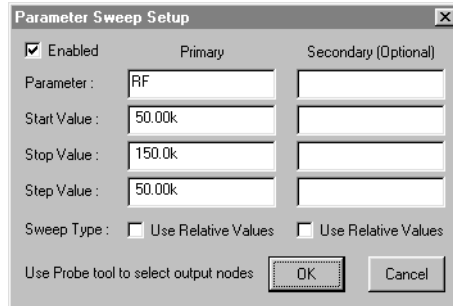 Parameter Sweep Setup
Enabled Primary Secondary (Optional)
Parameter : RF
Start Value : 50.00k
Stop Value : 150.0k
Step Value : 50.00k
Sweep Type : Use Relative Values Use Relative Values
Use Probe tool to select output nodes OK Cancel